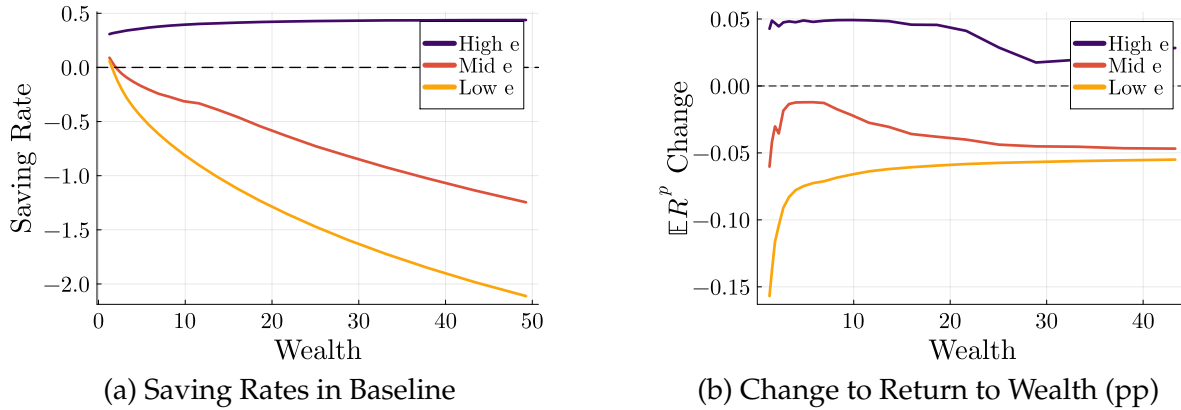 0.5
0.0
−0.5
−1.0
−1.5
−2.0
Saving Rate
0
10
20
30
40
50
Wealth
High e
Mid e
Low e
(a) Saving Rates in Baseline
0.05
0.00
−0.05
−0.10
−0.15
𝔼R^p Change
10
20
30
40
Wealth
High e
Mid e
Low e
(b) Change to Return to Wealth (pp)